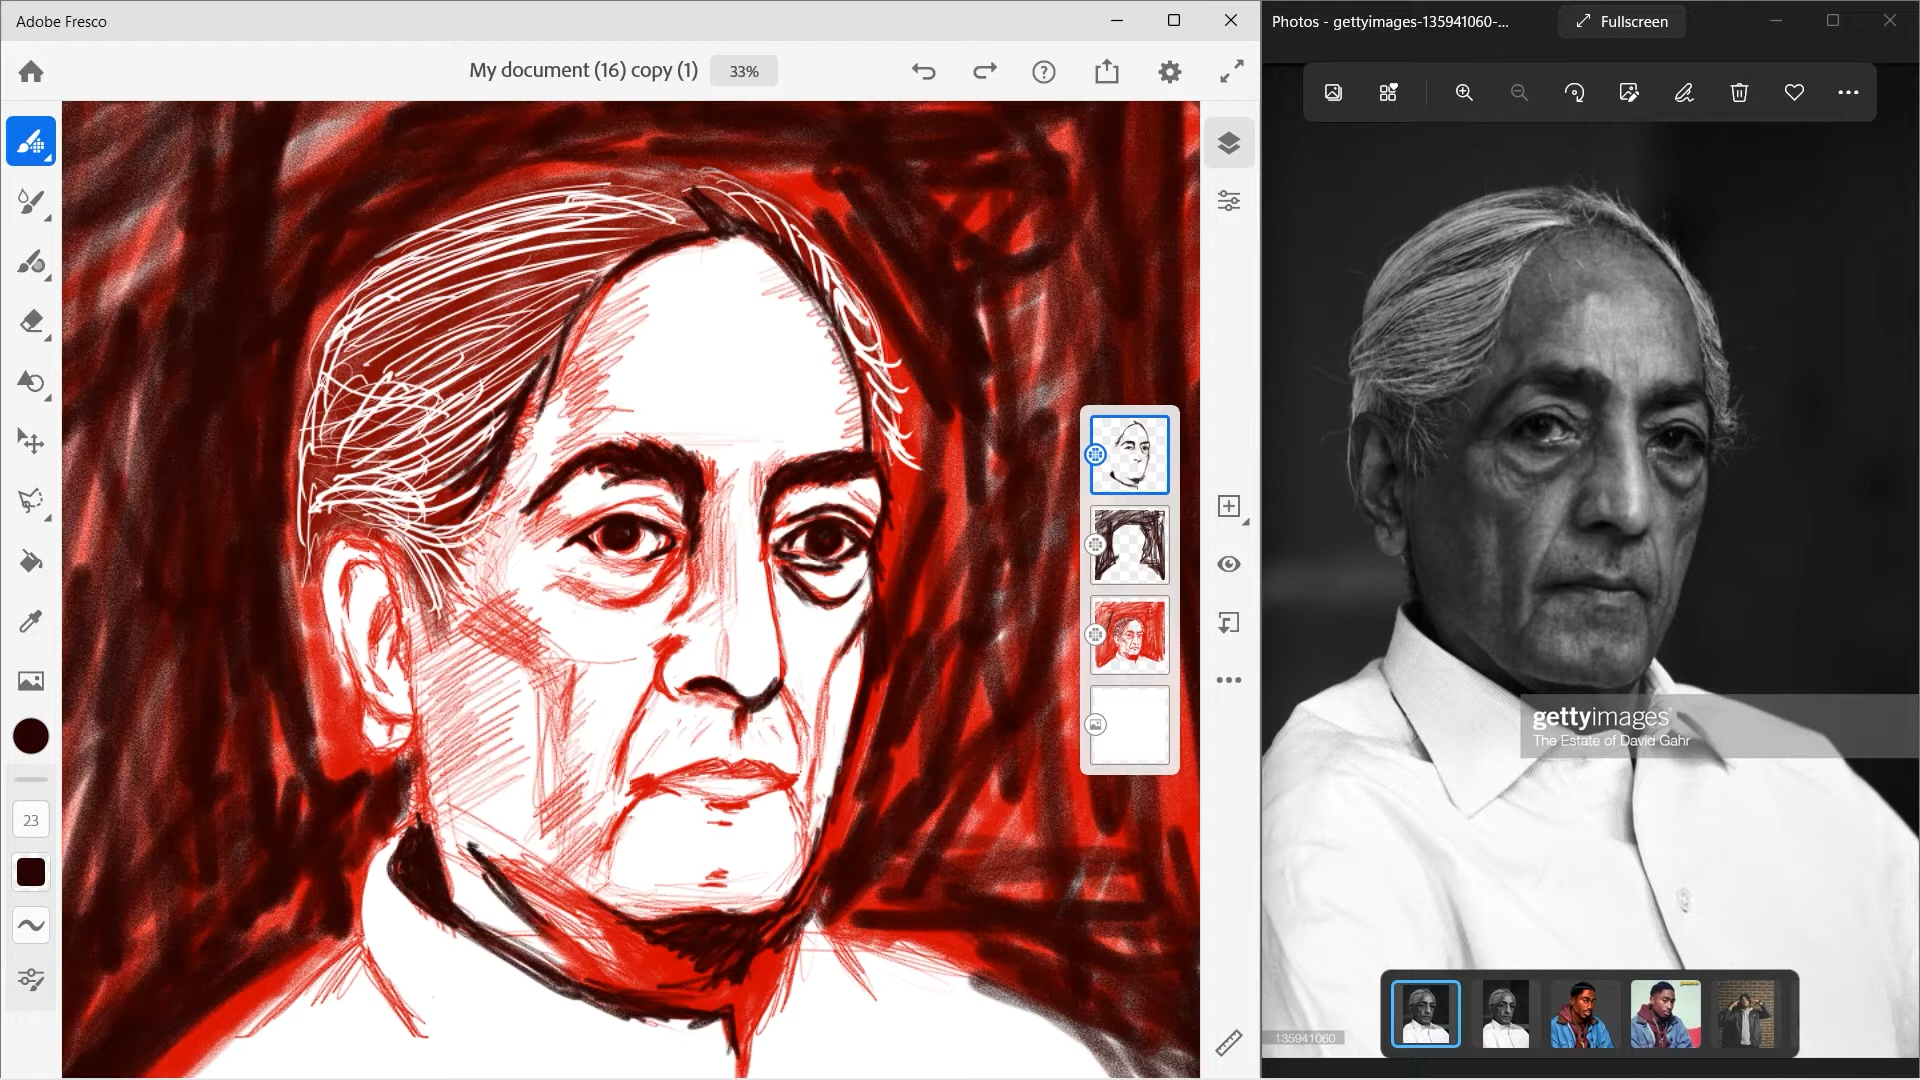 Adobe Fresco
My document (16) copy (1)
33%
23
Photos - gettyimages-135941060-...
Fullscreen
gettyimages
The Estate of David Gahr
135941060